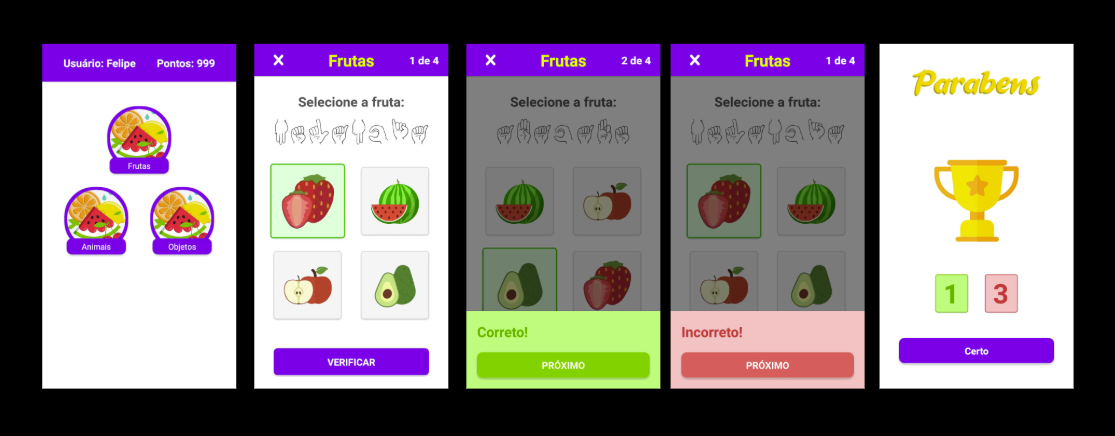 Usuário: Felipe
Pontos: 999
Frutas
Animais
Objetos
Frutas
1 de 4
Selecione a fruta:
VERIFICAR
Frutas
2 de 4
Selecione a fruta:
Correto!
PRÓXIMO
Frutas
1 de 4
Selecione a fruta:
Incorreto!
PRÓXIMO
Parabens
1
3
Certo